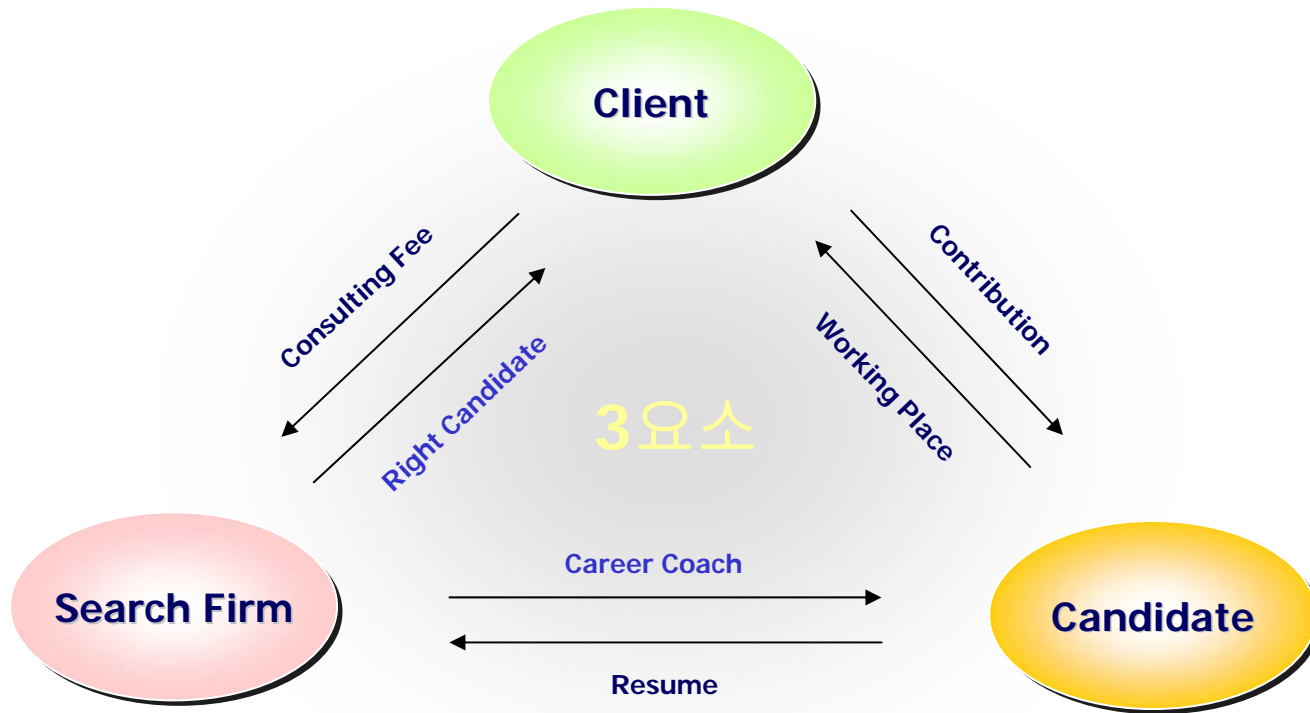 Client
Consulting Fee
Contribution
Right Candidate
Working Place
3요소
Career Coach
Search Firm
Candidate
Resume